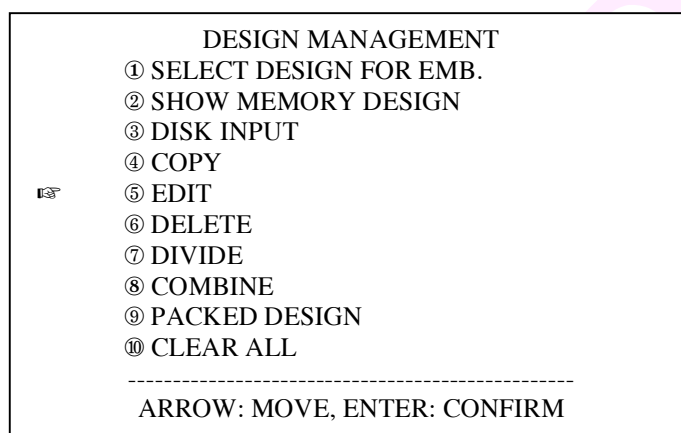 DESIGN MANAGEMENT
① SELECT DESIGN FOR EMB.
② SHOW MEMORY DESIGN
③ DISK INPUT
④ COPY
☞ ⑤ EDIT
⑥ DELETE
⑦ DIVIDE
⑧ COMBINE
⑨ PACKED DESIGN
⑩ CLEAR ALL
--------------------------------------------------
ARROW: MOVE, ENTER: CONFIRM